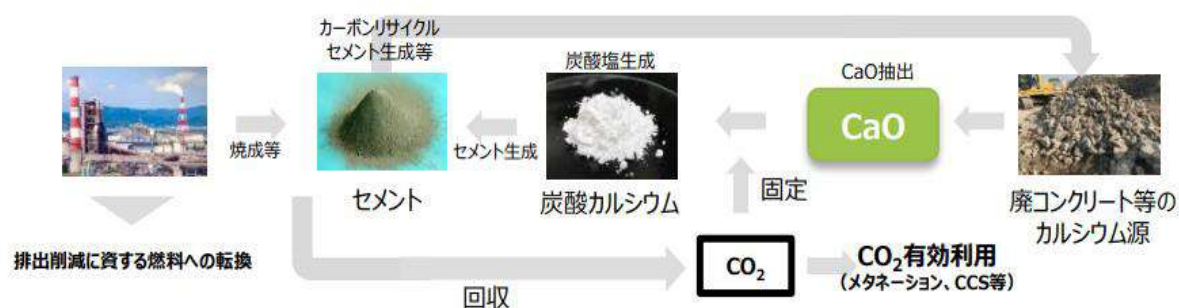 カーボンリサイクル
セメント生成等
炭酸塩生成
CaO抽出
CaO
焼成等
セメント生成
セメント
炭酸カルシウム
固定
廃コンクリート等の
カルシウム源
排出削減に資する燃料への転換
CO₂
CO₂有効利用
（メタネーション、CCS等）
回収